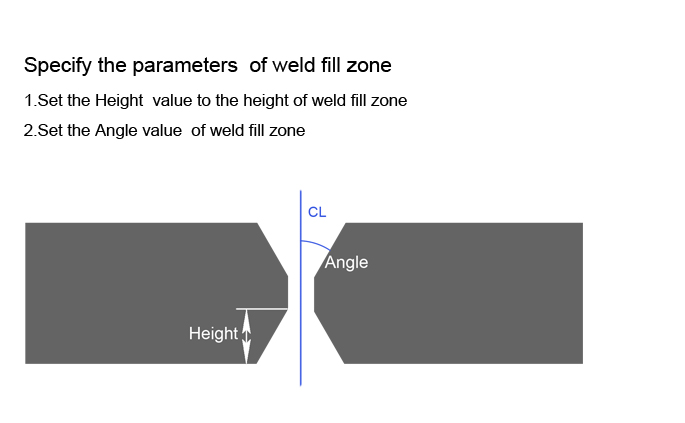 Specify the parameters  of weld fill zone
1.Set the Height  value to the height of weld fill zone
2.Set the Angle value  of weld fill zone
CL
Angle
Height